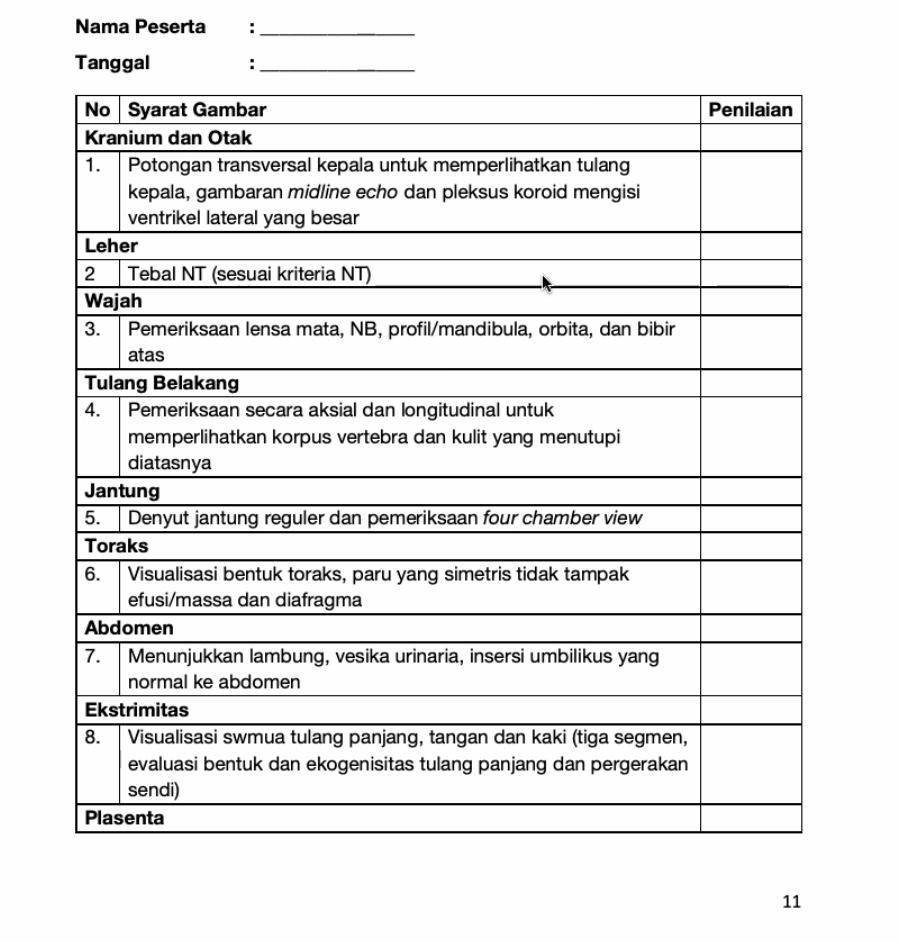 Nama Peserta : _______________
Tanggal : _______________
No Syarat Gambar Penilaian
Kranium dan Otak
1. Potongan transversal kepala untuk memperlihatkan tulang
kepala, gambaran midline echo dan pleksus koroid mengisi
ventrikel lateral yang besar
Leher
2 Tebal NT (sesuai kriteria NT)
Wajah
3. Pemeriksaan lensa mata, NB, profil/mandibula, orbita, dan bibir
atas
Tulang Belakang
4. Pemeriksaan secara aksial dan longitudinal untuk
memperlihatkan korpus vertebra dan kulit yang menutupi
diatasnya
Jantung
5. Denyut jantung reguler dan pemeriksaan four chamber view
Toraks
6. Visualisasi bentuk toraks, paru yang simetris tidak tampak
efusi/massa dan diafragma
Abdomen
7. Menunjukkan lambung, vesika urinaria, insersi umbilikus yang
normal ke abdomen
Ekstrimitas
8. Visualisasi swmua tulang panjang, tangan dan kaki (tiga segmen,
evaluasi bentuk dan ekogenisitas tulang panjang dan pergerakan
sendi)
Plasenta
11